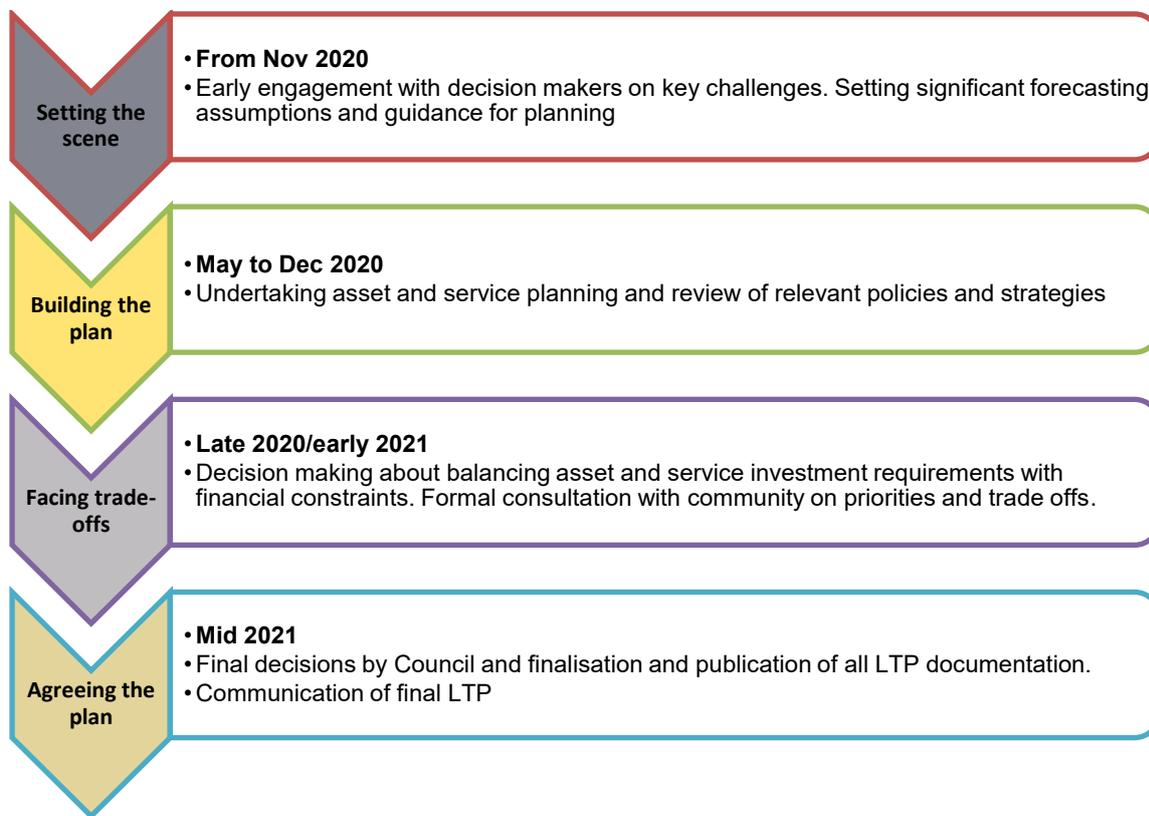 Setting the
scene
• From Nov 2020
• Early engagement with decision makers on key challenges. Setting significant forecasting
assumptions and guidance for planning
Building the
plan
• May to Dec 2020
• Undertaking asset and service planning and review of relevant policies and strategies
Facing trade-
offs
• Late 2020/early 2021
• Decision making about balancing asset and service investment requirements with
financial constraints. Formal consultation with community on priorities and trade offs.
Agreeing the
plan
• Mid 2021
• Final decisions by Council and finalisation and publication of all LTP documentation.
• Communication of final LTP